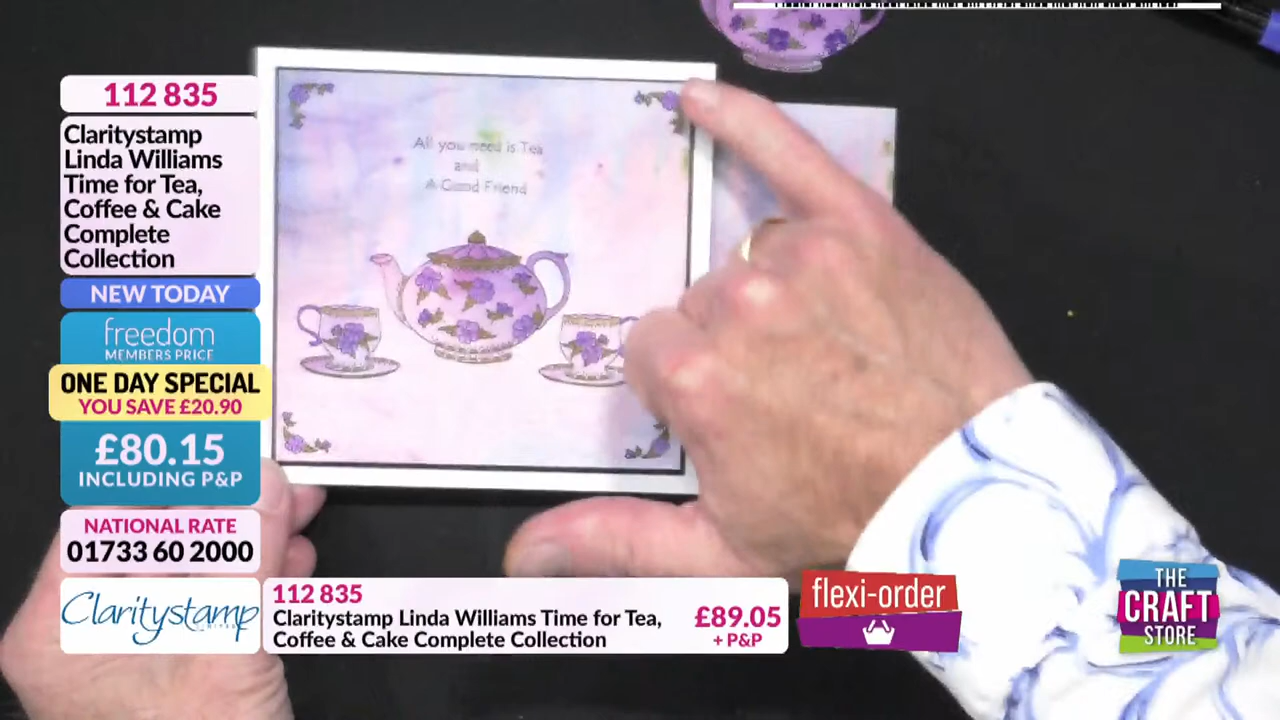 112 835
Claritystamp
Linda Williams
Time for Tea,
Coffee & Cake
Complete
Collection
NEW TODAY
freedom
MEMBERS PRICE
ONE DAY SPECIAL
YOU SAVE £20.90
£80.15
INCLUDING P&P
NATIONAL RATE
01733 60 2000
All you need is Tea
and
A Good Friend
Claritystamp
LIMITED
112 835
Claritystamp Linda Williams Time for Tea,
Coffee & Cake Complete Collection
£89.05
+ P&P
flexi-order
THE
CRAFT
STORE